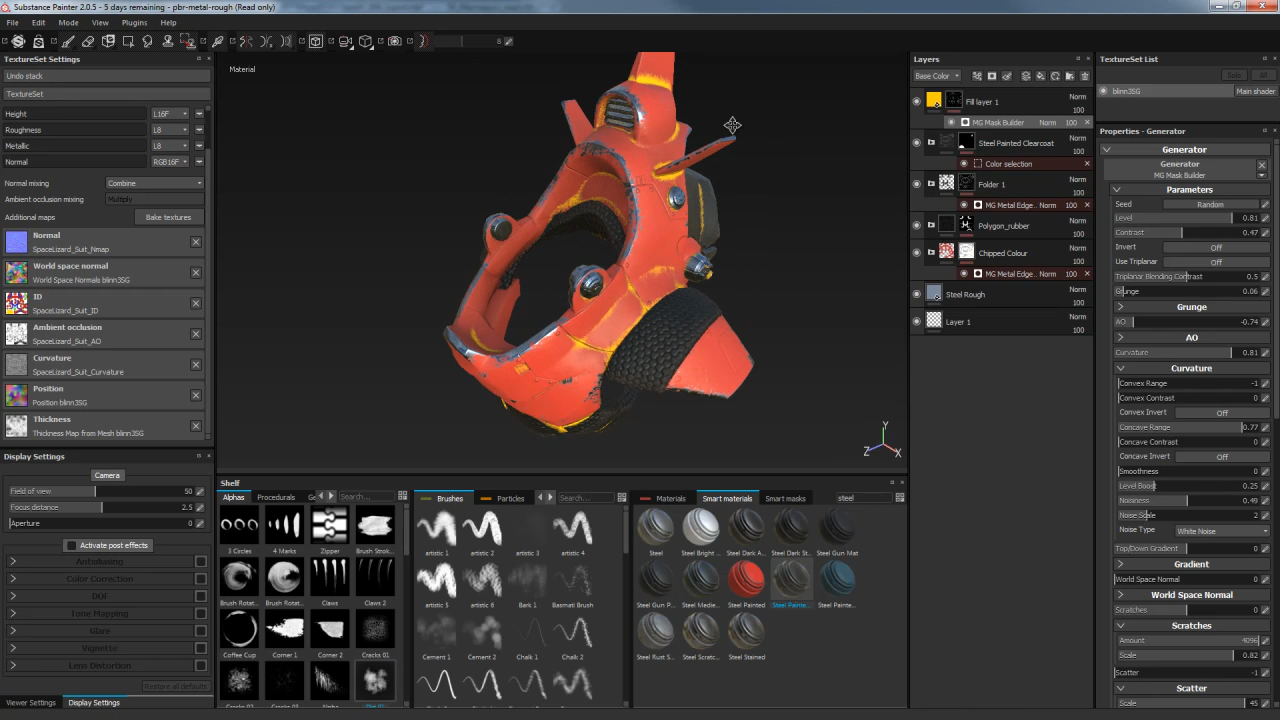 Substance Painter 2.0.5 - 5 days remaining - pbr-metal-rough (Read only)
File Edit Mode View Plugins Help
8
TextureSet Settings
Undo stack
TextureSet
Height L16F
Roughness L8
Metallic L8
Normal RGB16F
Normal mixing Combine
Ambient occlusion mixing Multiply
Additional maps Bake textures
Normal
SpaceLizard_Suit_Nmap
World space normal
World Space Normals blinn3SG
ID
SpaceLizard_Suit_ID
Ambient occlusion
SpaceLizard_Suit_AO
Curvature
SpaceLizard_Suit_Curvature
Position
Position blinn3SG
Thickness
Thickness Map from Mesh blinn3SG
Display Settings
Camera
Field of view 50
Focus distance 2.5
Aperture 0
Activate post effects
Antialiasing
Color Correction
DOF
Tone Mapping
Glare
Vignette
Lens Distortion
Restore all defaults
Viewer Settings Display Settings
Material
Y
Z X
Shelf
Alphas Procedurals Search...
3 Circles 4 Marks Zipper Brush Strok...
Brush Rotat... Brush Rotat... Claws Claws 2
Coffee Cup Corner 1 Corner 2 Cracks 01
Brushes Particles Search...
artistic 1 artistic 2 artistic 3 artistic 4
artistic 5 artistic 6 Bark 1 Basmati Brush
Cement 1 Cement 2 Chalk 1 Chalk 2
Materials Smart materials Smart masks steel
Steel Steel Bright ... Steel Dark A... Steel Dark St... Steel Gun Mat
Steel Gun P... Steel Medie... Steel Painted Steel Painte... Steel Painte...
Steel Rust S... Steel Scratc... Steel Stained
Layers
Base Color
Fill layer 1 Norm 100
MG Mask Builder Norm 100
Steel Painted Clearcoat Norm 100
Color selection
Folder 1 Norm 100
MG Metal Edge... Norm 100
Polygon_rubber Norm 100
Chipped Colour Norm 100
MG Metal Edge... Norm 100
Steel Rough Norm 100
Layer 1 Norm 100
TextureSet List
Solo All
blinn3SG Main shader
Properties - Generator
Generator
Generator
MG Mask Builder
Parameters
Seed Random
Level 0.81
Contrast 0.47
Invert Off
Use Triplanar Off
Triplanar Blending Contrast 0.5
Grunge 0.06
Grunge
AO -0.74
AO
Curvature 0.81
Curvature
Convex Range -1
Convex Contrast 0
Convex Invert Off
Concave Range 0.77
Concave Contrast 0
Concave Invert Off
Smoothness 0
Level Boost 0.25
Noisiness 0.49
Noise Scale 2
Noise Type White Noise
Top/Down Gradient 0
Gradient
World Space Normal 0
World Space Normal
Scratches 0
Scratches
Amount 4096
Scale 0.82
Scatter -1
Scatter
Scale 45